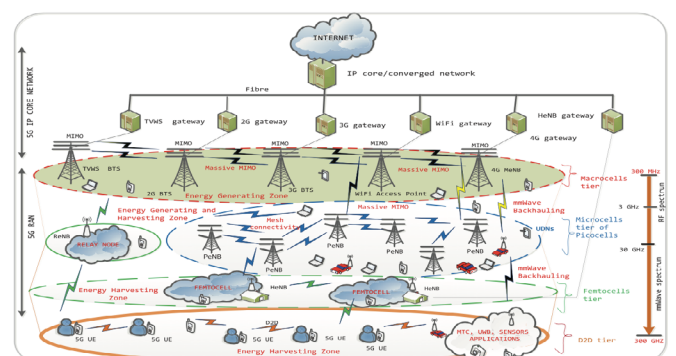 INTERNET
IP core/converged network
Fibre
TVWS gateway
2G gateway
3G gateway
WiFi gateway
HeNB gateway
4G gateway
5G IP CORE NETWORK
MIMO
MIMO
MIMO
MIMO
MIMO
Massive MIMO
Massive MIMO
TVWS BTS
2G BTS
3G BTS
WiFi Access Point
4G MeNB
Energy Generating Zone
Macrocells
tier
300 MHz
3 GHz
30 GHz
300 GHz
RF spectrum
mmWave spectrum
5G RAN
Energy Generating and
Harvesting Zone
Massive MIMO
Mesh
connectivity
mmWave
Backhauling
ReNB
RELAY NODE
PeNB
PeNB
PeNB
PeNB
PeNB
PeNB
UDNs
Microcells
tier of
Picocells
mmWave
Backhauling
Energy Harvesting
Zone
FEMTOCELL
HeNB
FEMTOCELL
HeNB
Femtocells
tier
D2D
5G UE
5G UE
5G UE
5G UE
5G UE
Energy Harvesting Zone
MTC, UWB, SENSORS
APPLICATIONS
D2D tier